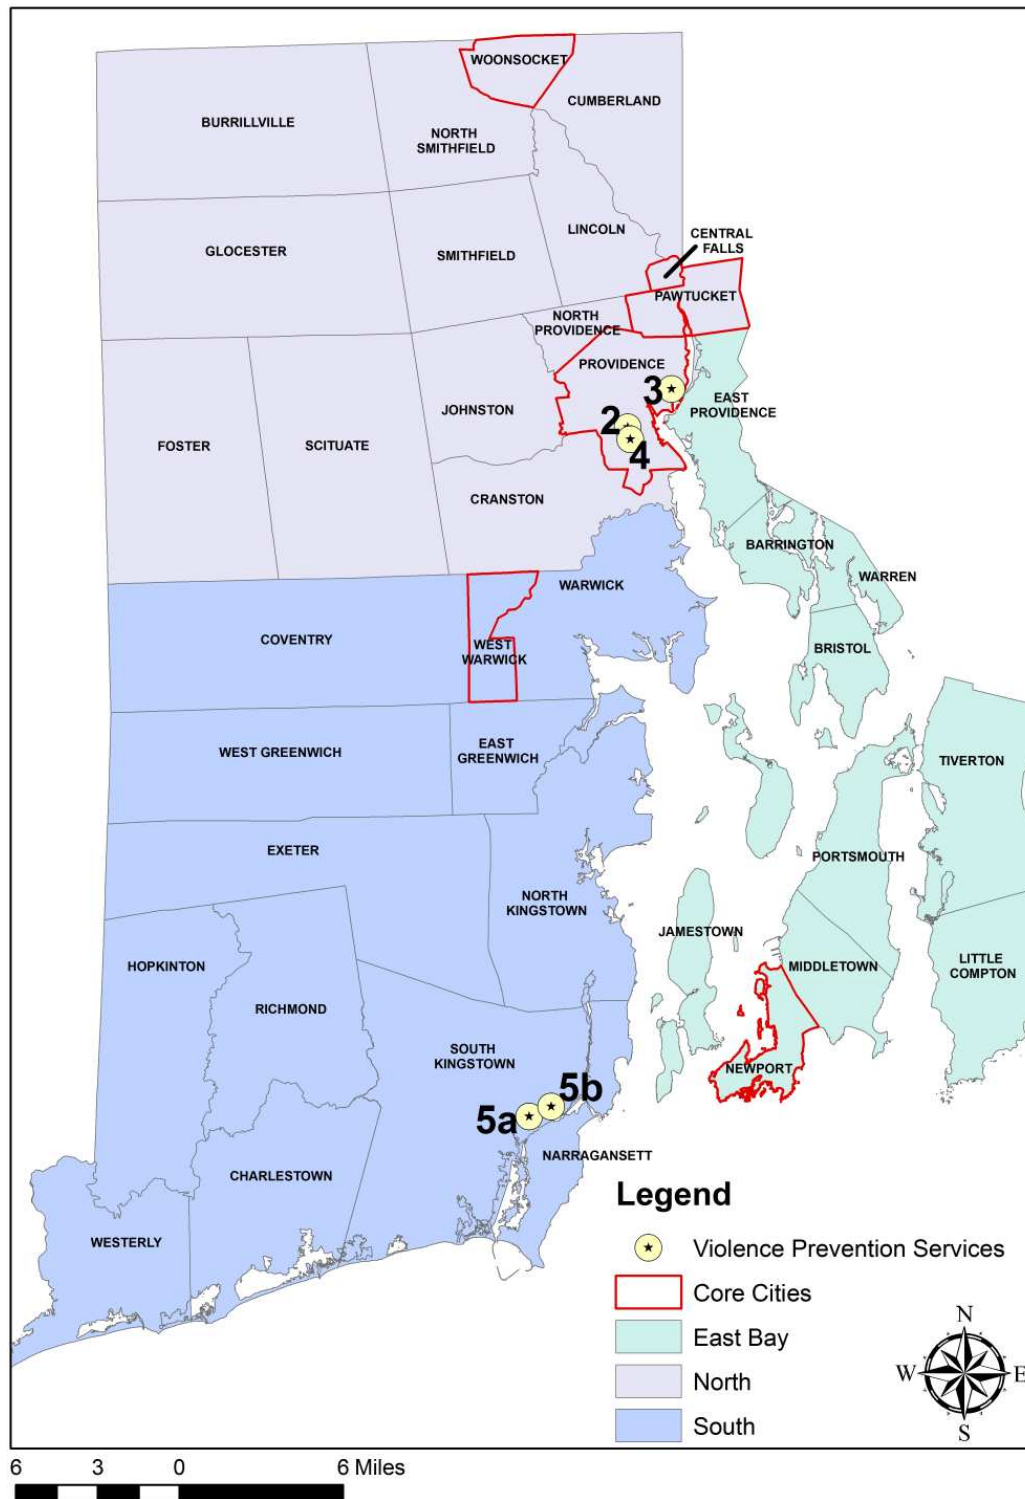 WOONSOCKET
CUMBERLAND
BURRILLVILLE
NORTH
SMITHFIELD
LINCOLN
CENTRAL
FALLS
GLOCESTER
SMITHFIELD
PAWTUCKET
NORTH
PROVIDENCE
PROVIDENCE
3
EAST
PROVIDENCE
JOHNSTON
2
FOSTER
SCITUATE
4
CRANSTON
BARRINGTON
WARREN
WARWICK
COVENTRY
WEST
WARWICK
BRISTOL
WEST GREENWICH
EAST
GREENWICH
TIVERTON
EXETER
PORTSMOUTH
NORTH
KINGSTOWN
JAMESTOWN
HOPKINTON
MIDDLETOWN
LITTLE
COMPTON
RICHMOND
SOUTH
KINGSTOWN
NEWPORT
5b
5a
NARRAGANSETT
CHARLESTOWN
WESTERLY
Legend
Violence Prevention Services
Core Cities
East Bay
North
South
N
W
E
S
6 3 0 6 Miles